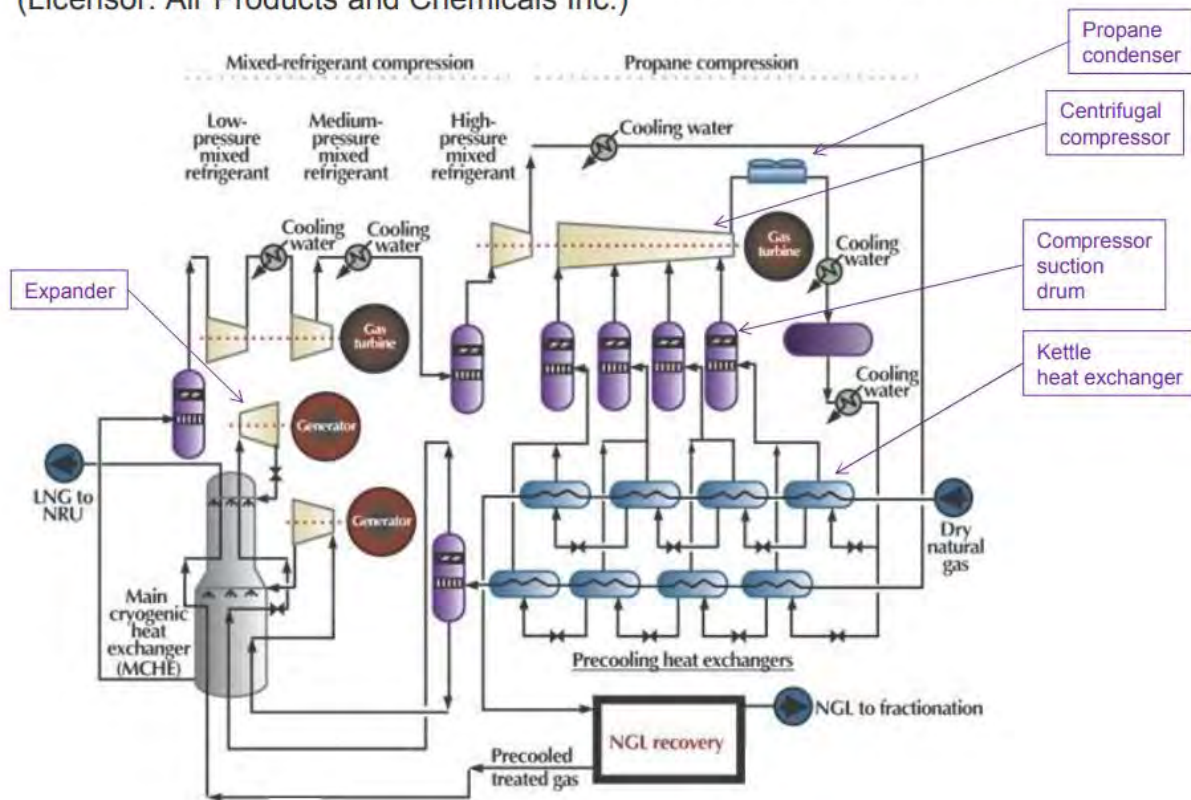 (Licensor: Air Products and Chemicals Inc.)
Mixed-refrigerant compression
Propane compression
Propane
condenser
Centrifugal
compressor
Low-
pressure
mixed
refrigerant
Medium-
pressure
mixed
refrigerant
High-
pressure
mixed
refrigerant
Cooling water
Cooling
water
Cooling
water
Gas
turbine
Cooling
water
Compressor
suction
drum
Expander
Gas
turbine
Kettle
heat exchanger
Cooling
water
Generator
LNG to
NRU
Generator
Dry
natural
gas
Main
cryogenic
heat
exchanger
(MCHE)
Precooling heat exchangers
NGL to fractionation
NGL recovery
Precooled
treated gas